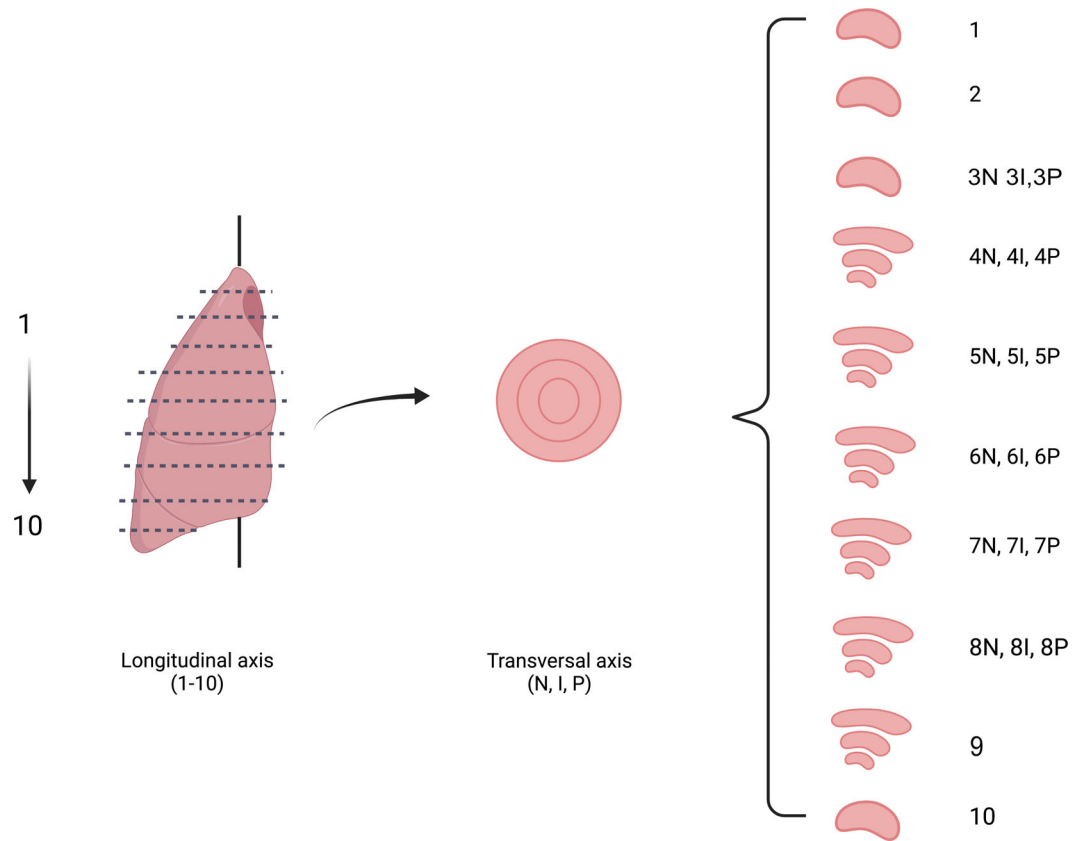 1
10
Longitudinal axis
(1-10)
Transversal axis
(N, I, P)
1
2
3N 3I,3P
4N, 4I, 4P
5N, 5I, 5P
6N, 6I, 6P
7N, 7I, 7P
8N, 8I, 8P
9
10